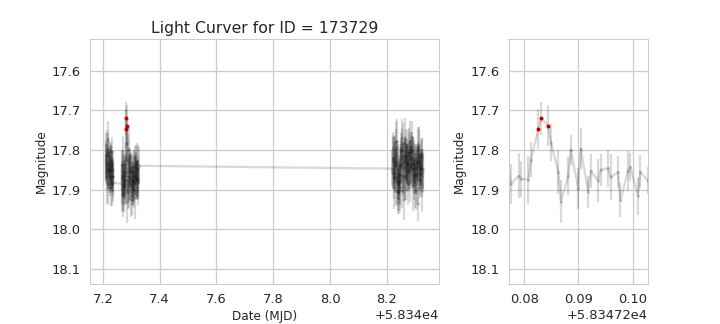 Light Curver for ID = 173729
Magnitude
17.6
17.7
17.8
17.9
18.0
18.1
7.2 7.4 7.6 7.8 8.0 8.2
Date (MJD)
+5.834e4
Magnitude
17.6
17.7
17.8
17.9
18.0
18.1
0.08 0.09 0.10
+5.83472e4